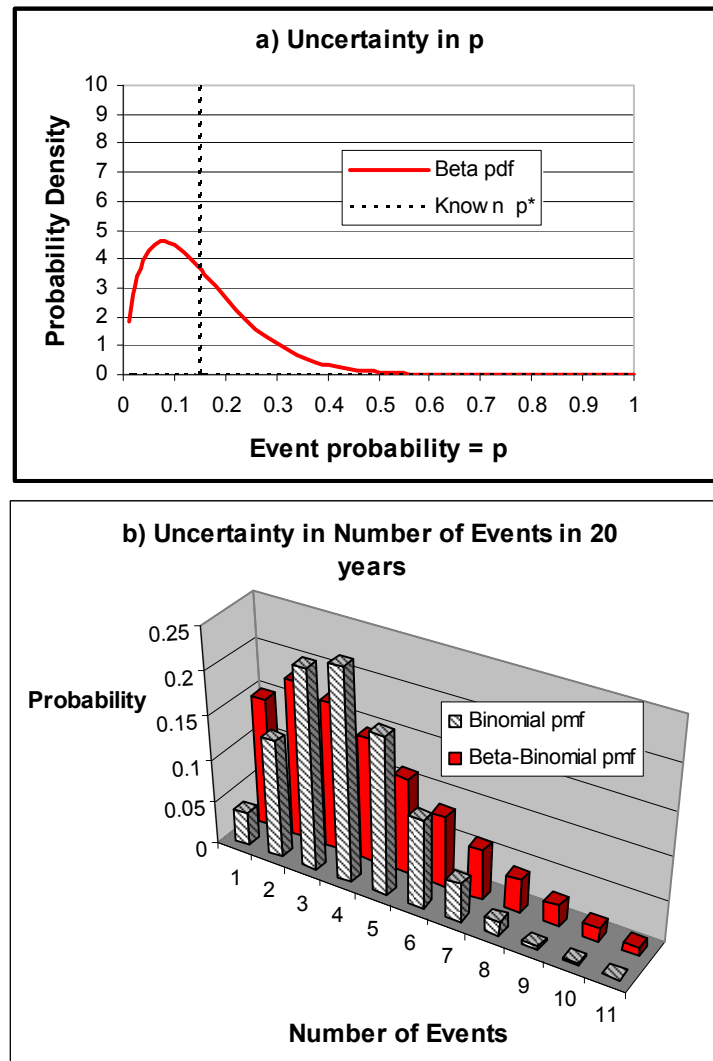 a) Uncertainty in p
10
9
8
7
6
5
4
3
2
1
0
Probability Density
Beta pdf
Know n p*
0 0.1 0.2 0.3 0.4 0.5 0.6 0.7 0.8 0.9 1
Event probability = p
b) Uncertainty in Number of Events in 20
years
0.25
0.2
0.15
0.1
0.05
0
Probability
Binomial pmf
Beta-Binomial pmf
1 2 3 4 5 6 7 8 9 10 11
Number of Events